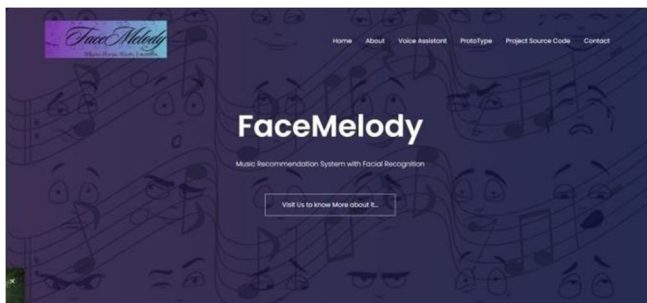 FaceMelody
Home About Voice Assistant ProtoType Project Source Code Contact
FaceMelody
Music Recommendation System with Facial Recognition
Visit Us to know More about it...